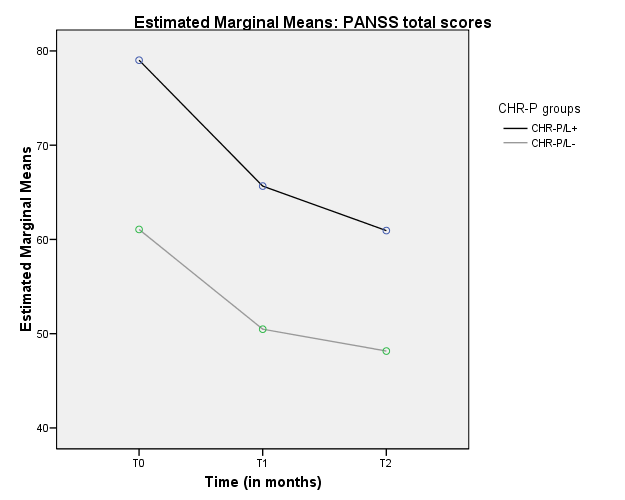 Estimated Marginal Means: PANSS total scores
Estimated Marginal Means
80
70
60
50
40
T0
T1
T2
Time (in months)
CHR-P groups
CHR-P/L+
CHR-P/L-